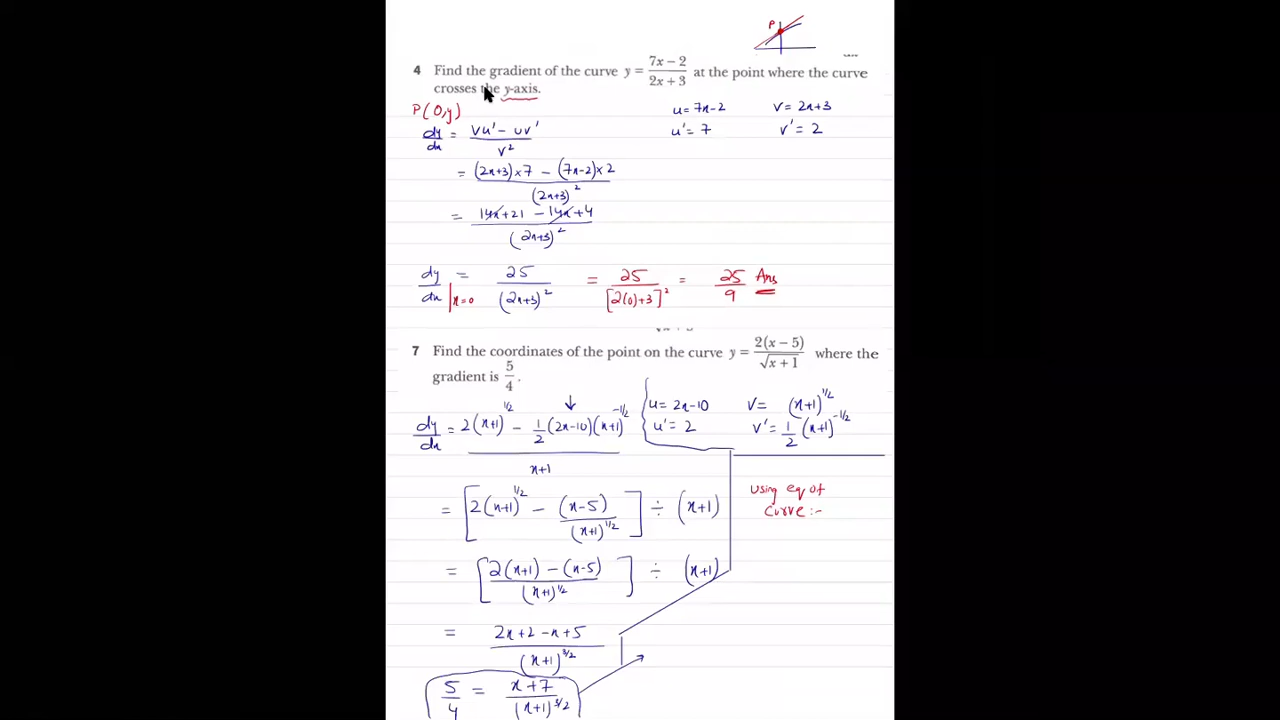 P
4 Find the gradient of the curve y = (7x − 2)/(2x + 3) at the point where the curve
crosses the y-axis.
P(0,y)
u = 7x−2 v = 2x+3
dy/dx = (vu' − uv')/v²
u' = 7 v' = 2
= ((2x+3)×7 − (7x−2)×2)/(2x+3)²
= (14x+21 − 14x+4)/(2x+3)²
dy/dx |x=0 = 25/(2x+3)² = 25/[2(0)+3]² = 25/9 Ans
7 Find the coordinates of the point on the curve y = 2(x − 5)/√(x + 1) where the
gradient is 5/4.
u = 2x−10 v = (x+1)^1/2
u' = 2 v' = 1/2 (x+1)^−1/2
dy/dx = (2(x+1)^1/2 − 1/2 (2x−10)(x+1)^−1/2)/(x+1)
using eq of
curve :-
= [2(x+1)^1/2 − (x−5)/(x+1)^1/2] ÷ (x+1)
= [(2(x+1) − (x−5))/(x+1)^1/2] ÷ (x+1)
= (2x+2 −x+5)/(x+1)^3/2
5/4 = (x+7)/(x+1)^3/2